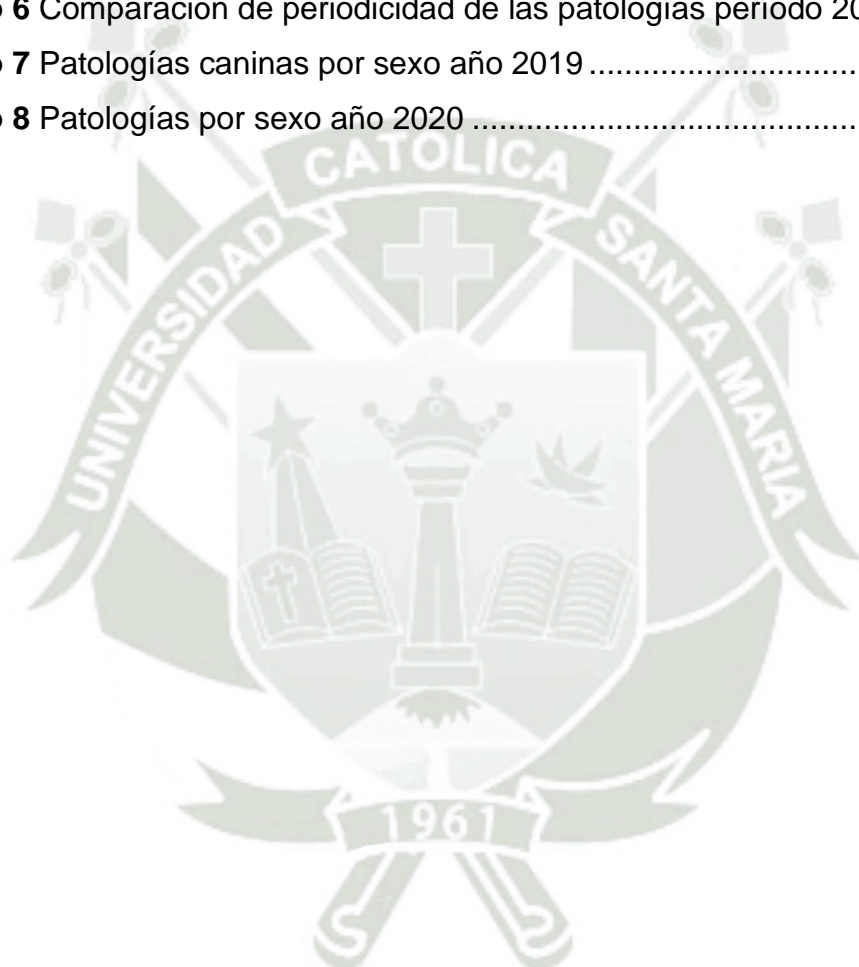 o 6 Comparación de periodicidad de las patologías período 20
o 7 Patologías caninas por sexo año 2019 ..............................
o 8 Patologías por sexo año 2020 ...........................................
CATOLICA
UNIVERSIDAD
SANTA MARIA
1961